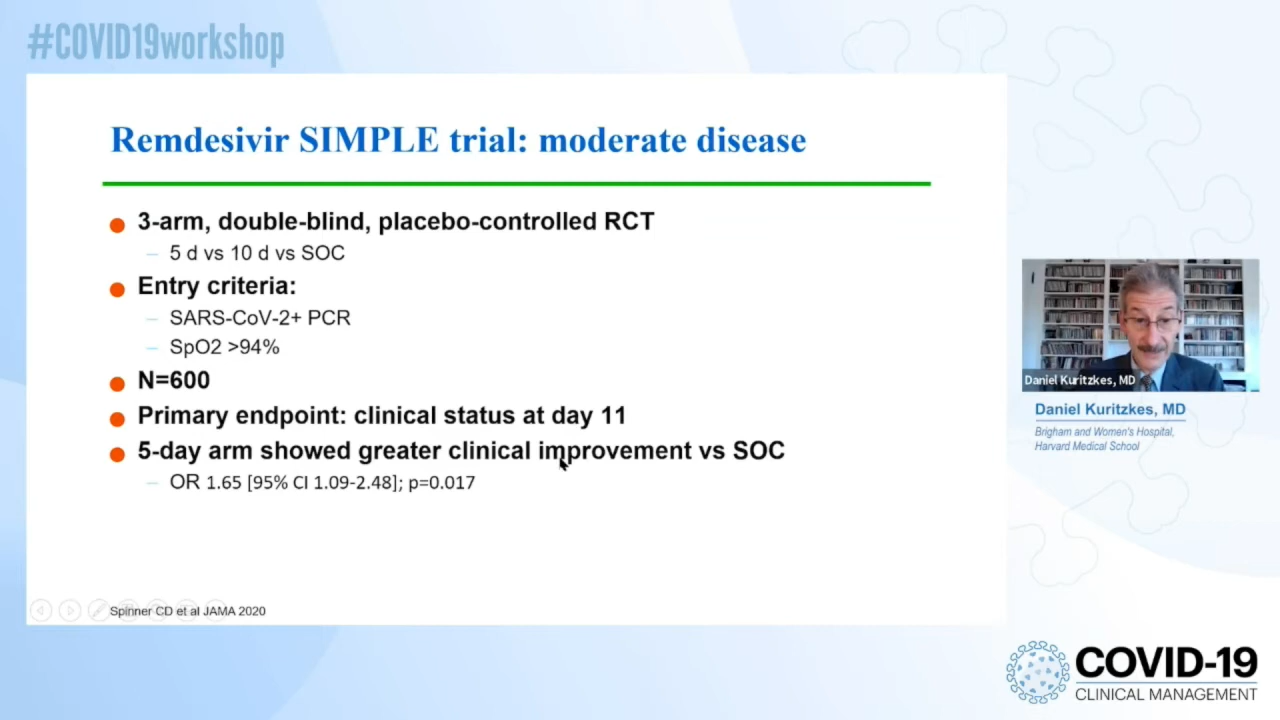 #COVID19workshop
Remdesivir SIMPLE trial: moderate disease
3-arm, double-blind, placebo-controlled RCT
– 5 d vs 10 d vs SOC
Entry criteria:
– SARS-CoV-2+ PCR
– SpO2 >94%
N=600
Primary endpoint: clinical status at day 11
5-day arm showed greater clinical improvement vs SOC
– OR 1.65 [95% CI 1.09-2.48]; p=0.017
Spinner CD et al JAMA 2020
Daniel Kuritzkes, MD
Daniel Kuritzkes, MD
Brigham and Women's Hospital,
Harvard Medical School
COVID-19
CLINICAL MANAGEMENT